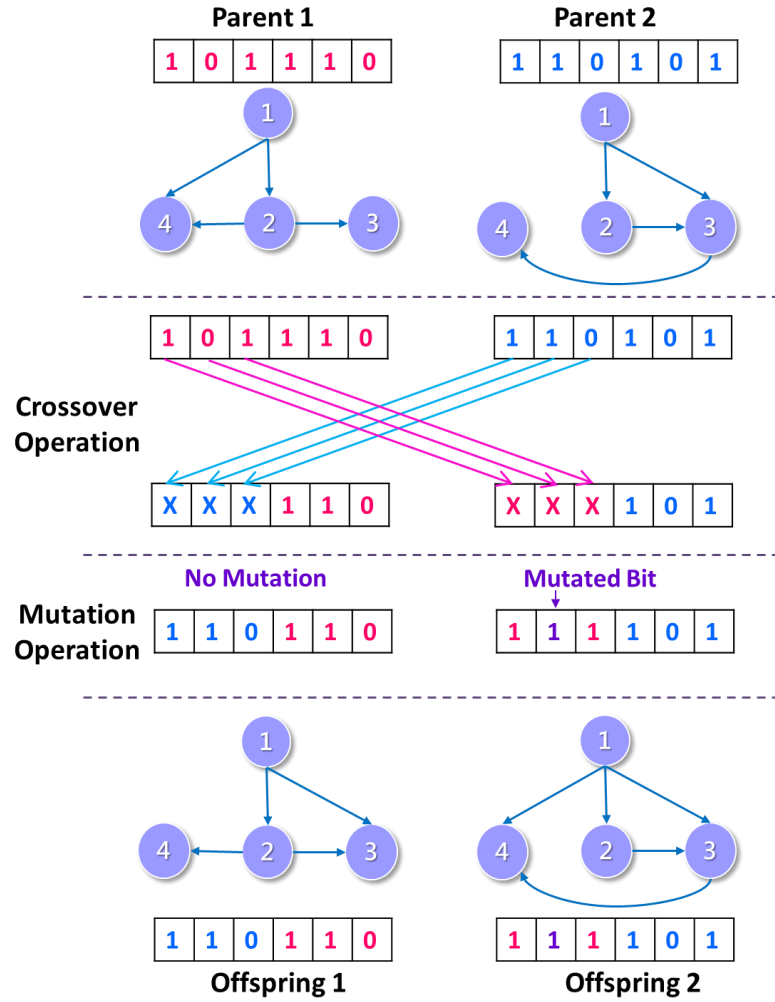 Parent 1 Parent 2
1 0 1 1 1 0 1 1 0 1 0 1
1 1
4 2 3 4 2 3
1 0 1 1 1 0 1 1 0 1 0 1
Crossover
Operation
X X X 1 1 0 X X X 1 0 1
No Mutation Mutated Bit
Mutation
Operation
1 1 0 1 1 0 1 1 1 1 0 1
1 1
4 2 3 4 2 3
1 1 0 1 1 0 1 1 1 1 0 1
Offspring 1 Offspring 2